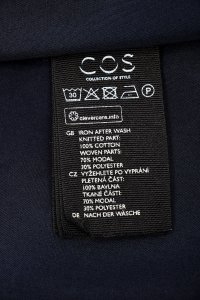 COS
COLLECTION OF STYLE
30
P
clevercare.info
GB IRON AFTER WASH
KNITTED PART:
100% COTTON
WOVEN PARTS:
70% MODAL
30% POLYESTER
CZ VYŽEHLETE PO VYPRÁNÍ
PLETENÁ ČÁST:
100% BAVLNA
TKANÉ ČÁSTI:
70% MODAL
30% POLYESTER
DE NACH DER WÄSCHE